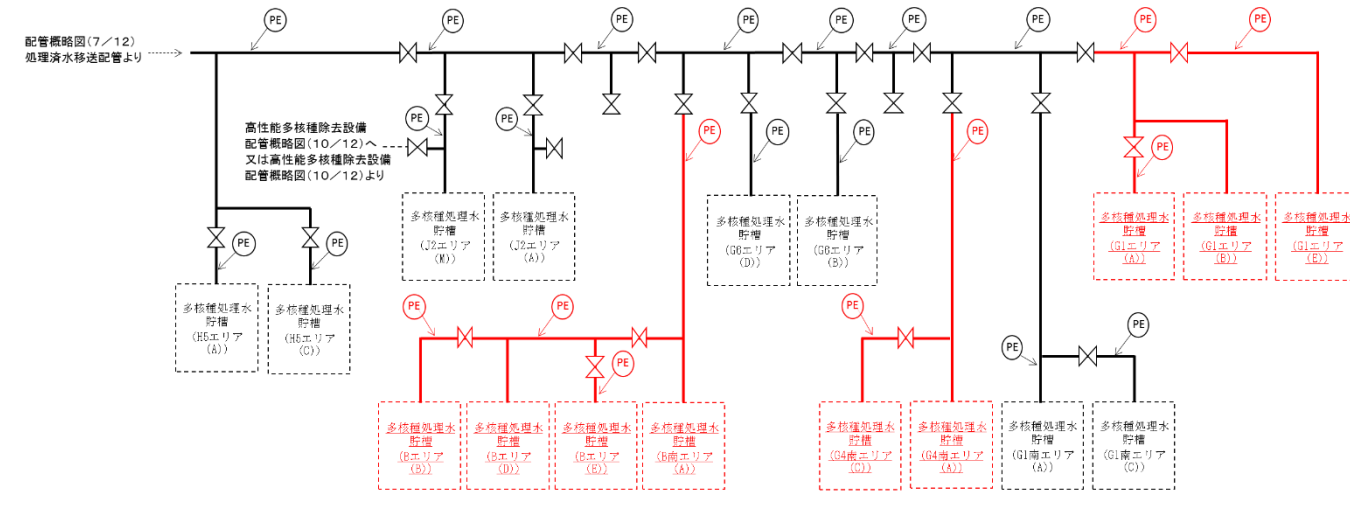 PE
PE
PE
PE
PE
PE
PE
PE
PE
配管概略図(7／12)
処理済水移送配管より
PE
PE
PE
PE
PE
PE
PE
高性能多核種除去設備
配管概略図(10／12)へ
又は高性能多核種除去設備
配管概略図(10／12)より
多核種処理水
貯槽
(J2エリア
(M))
多核種処理水
貯槽
(J2エリア
(A))
多核種処理水
貯槽
(G6エリア
(D))
多核種処理水
貯槽
(G6エリア
(B))
多核種処理水
貯槽
(G1エリア
(A))
多核種処理水
貯槽
(G1エリア
(B))
多核種処理水
貯槽
(G1エリア
(E))
PE
PE
多核種処理水
貯槽
(H5エリア
(A))
多核種処理水
貯槽
(H5エリア
(C))
PE
PE
PE
PE
PE
PE
多核種処理水
貯槽
(Bエリア
(B))
多核種処理水
貯槽
(Bエリア
(D))
多核種処理水
貯槽
(Bエリア
(E))
多核種処理水
貯槽
(B南エリア
(A))
多核種処理水
貯槽
(G4南エリア
(C))
多核種処理水
貯槽
(G4南エリア
(A))
多核種処理水
貯槽
(G1南エリア
(A))
多核種処理水
貯槽
(G1南エリア
(C))